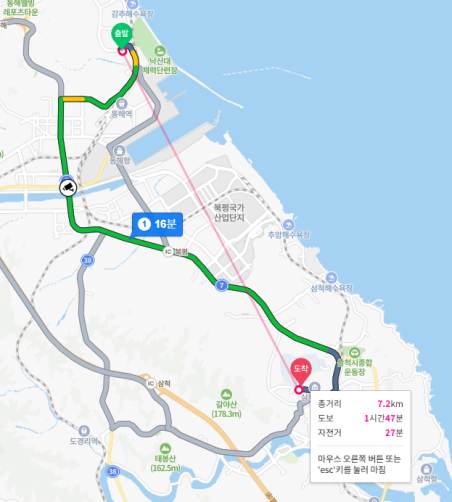 동해웰빙
레포츠타운
감추해수욕장
출발
낙산대
체력단련장
동해역
동해항
북평국가
산업단지
1 16분
추암해수욕장
IC 북평
38
7
삼척해수욕장
삼척시종합
운동장
도착
IC 삼척
갈야산
(178.3m)
총거리 7.2km
도보 1시간47분
자전거 27분
마우스 오른쪽 버튼 또는
'esc'키를 눌러 마침
도경리역
태봉산
(162.5m)
38
7